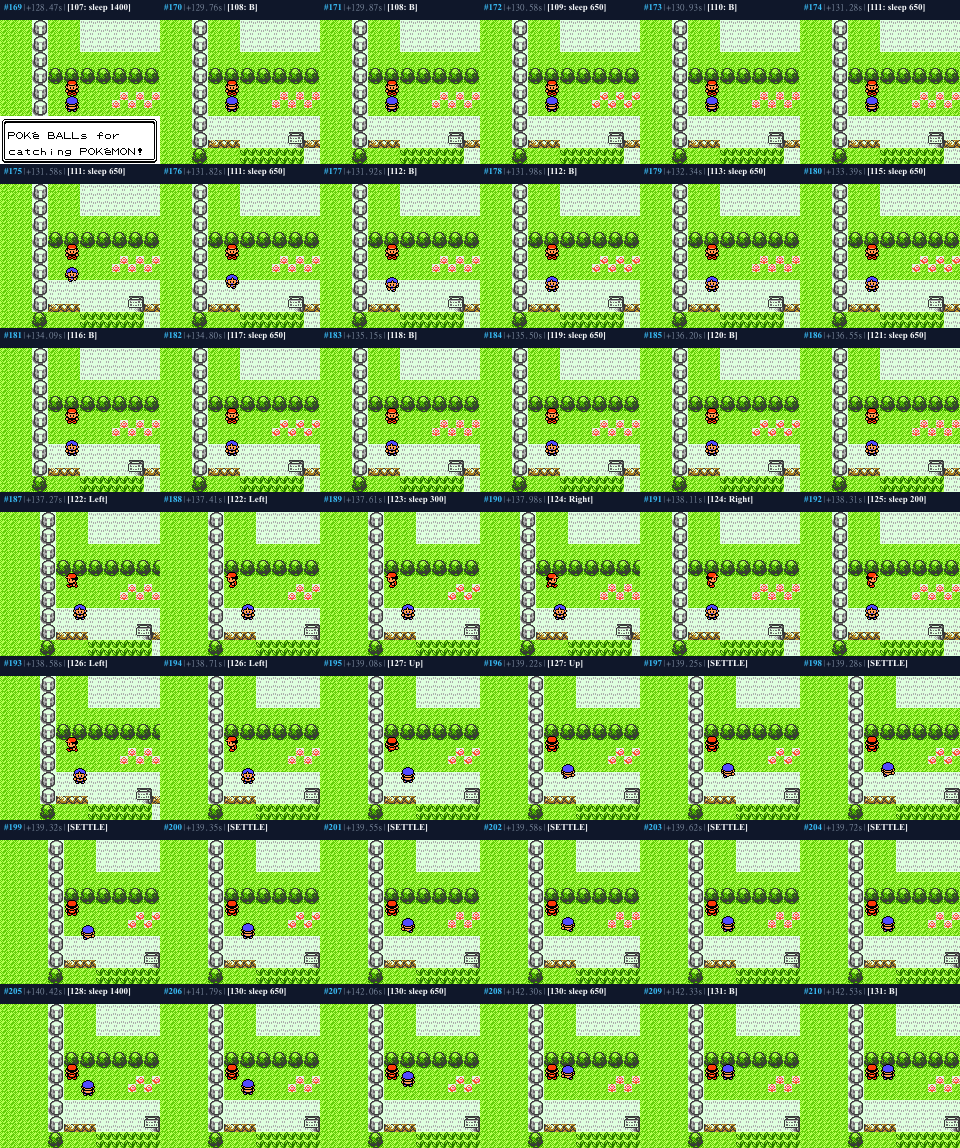 #169|+128.47s| [107: sleep 1400]
#170|+129.76s| [108: B]
#171|+129.87s| [108: B]
#172|+130.58s| [109: sleep 650]
#173|+130.93s| [110: B]
#174|+131.28s| [111: sleep 650]
POKé BALLs for
catching POKéMON!
#175|+131.58s| [111: sleep 650]
#176|+131.82s| [111: sleep 650]
#177|+131.92s| [112: B]
#178|+131.98s| [112: B]
#179|+132.34s| [113: sleep 650]
#180|+133.39s| [115: sleep 650]
#181|+134.09s| [116: B]
#182|+134.80s| [117: sleep 650]
#183|+135.15s| [118: B]
#184|+135.50s| [119: sleep 650]
#185|+136.20s| [120: B]
#186|+136.55s| [121: sleep 650]
#187|+137.27s| [122: Left]
#188|+137.41s| [122: Left]
#189|+137.61s| [123: sleep 300]
#190|+137.98s| [124: Right]
#191|+138.11s| [124: Right]
#192|+138.31s| [125: sleep 200]
#193|+138.58s| [126: Left]
#194|+138.71s| [126: Left]
#195|+139.08s| [127: Up]
#196|+139.22s| [127: Up]
#197|+139.25s| [SETTLE]
#198|+139.28s| [SETTLE]
#199|+139.32s| [SETTLE]
#200|+139.35s| [SETTLE]
#201|+139.55s| [SETTLE]
#202|+139.58s| [SETTLE]
#203|+139.62s| [SETTLE]
#204|+139.72s| [SETTLE]
#205|+140.42s| [128: sleep 1400]
#206|+141.79s| [130: sleep 650]
#207|+142.06s| [130: sleep 650]
#208|+142.30s| [130: sleep 650]
#209|+142.33s| [131: B]
#210|+142.53s| [131: B]